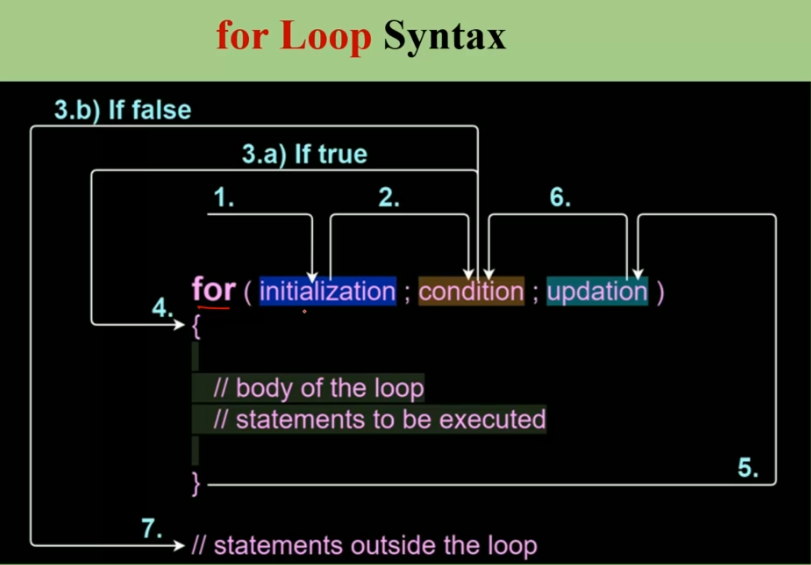 for Loop Syntax
3.b) If false
3.a) If true
1. 2. 6.
for ( initialization ; condition ; updation )
4.
{
// body of the loop
// statements to be executed
5.
}
7.
// statements outside the loop